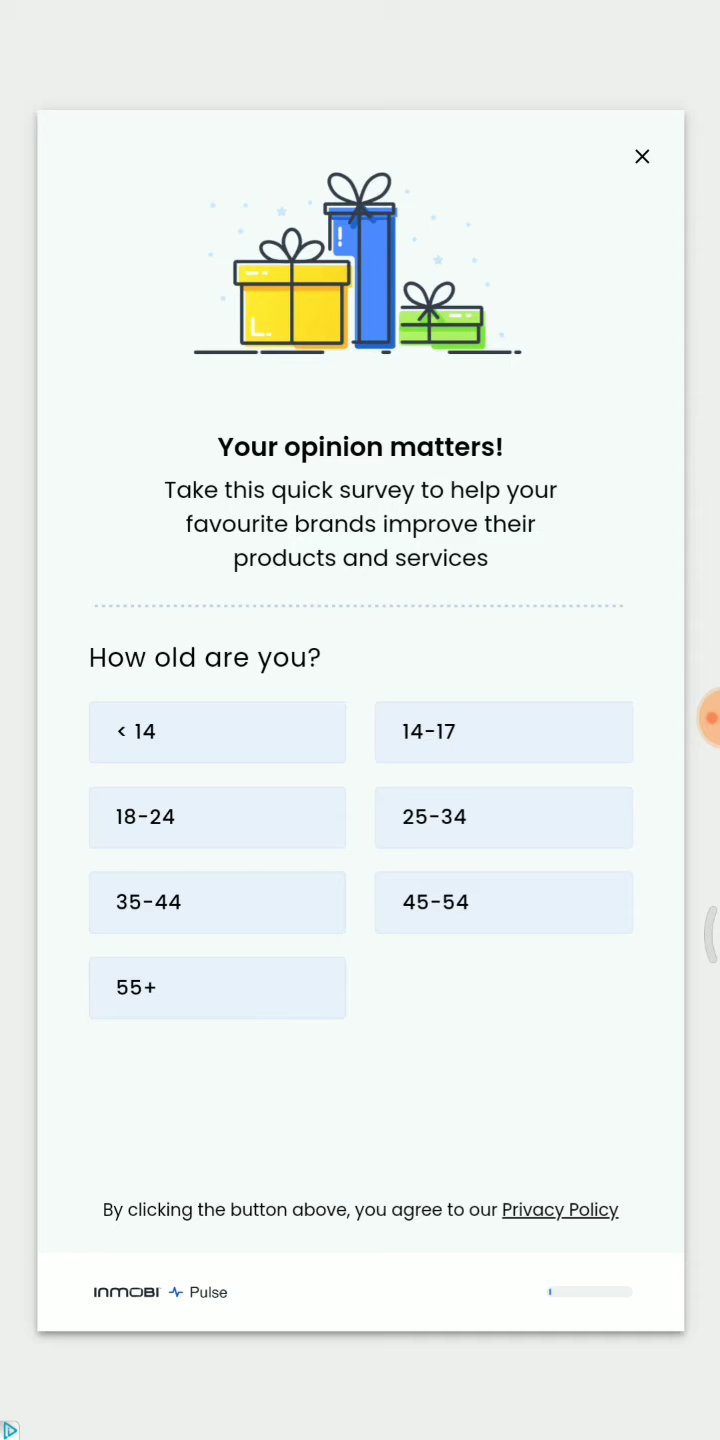 Your opinion matters!
Take this quick survey to help your
favourite brands improve their
products and services
How old are you?
< 14
14-17
18-24
25-34
35-44
45-54
55+
By clicking the button above, you agree to our Privacy Policy
INMOBI Pulse